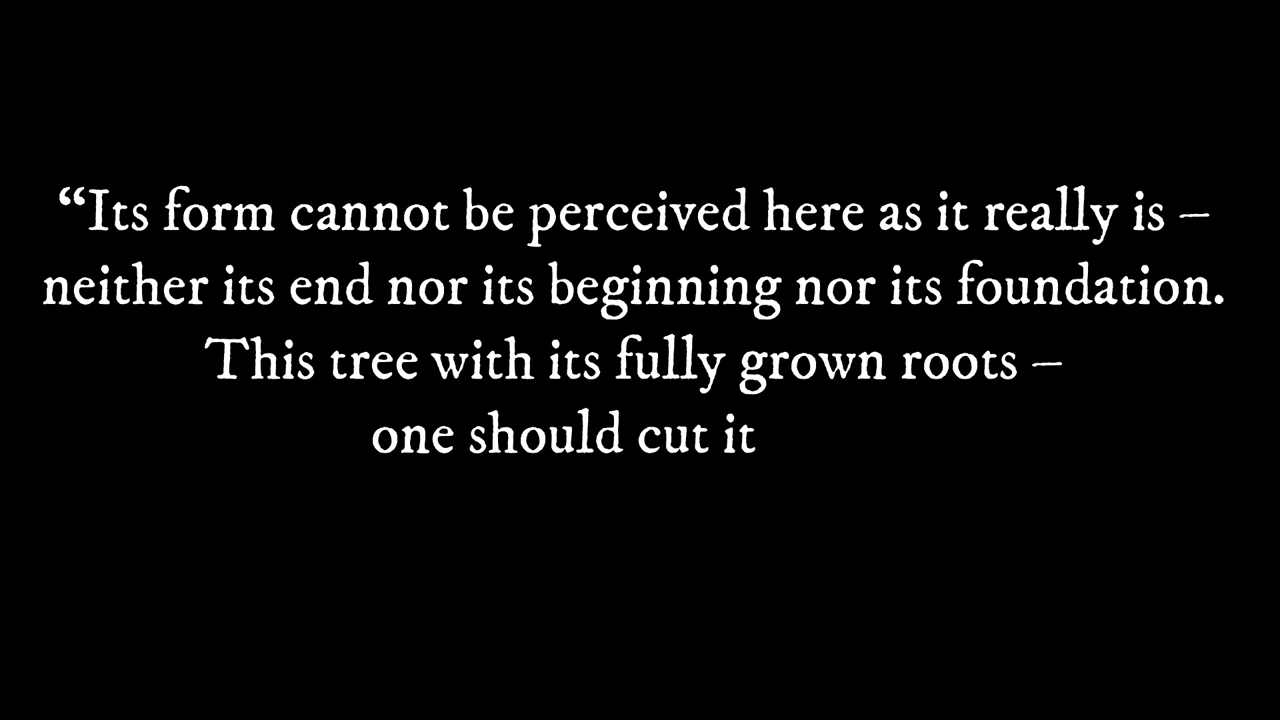 “Its form cannot be perceived here as it really is –
neither its end nor its beginning nor its foundation.
This tree with its fully grown roots –
one should cut it